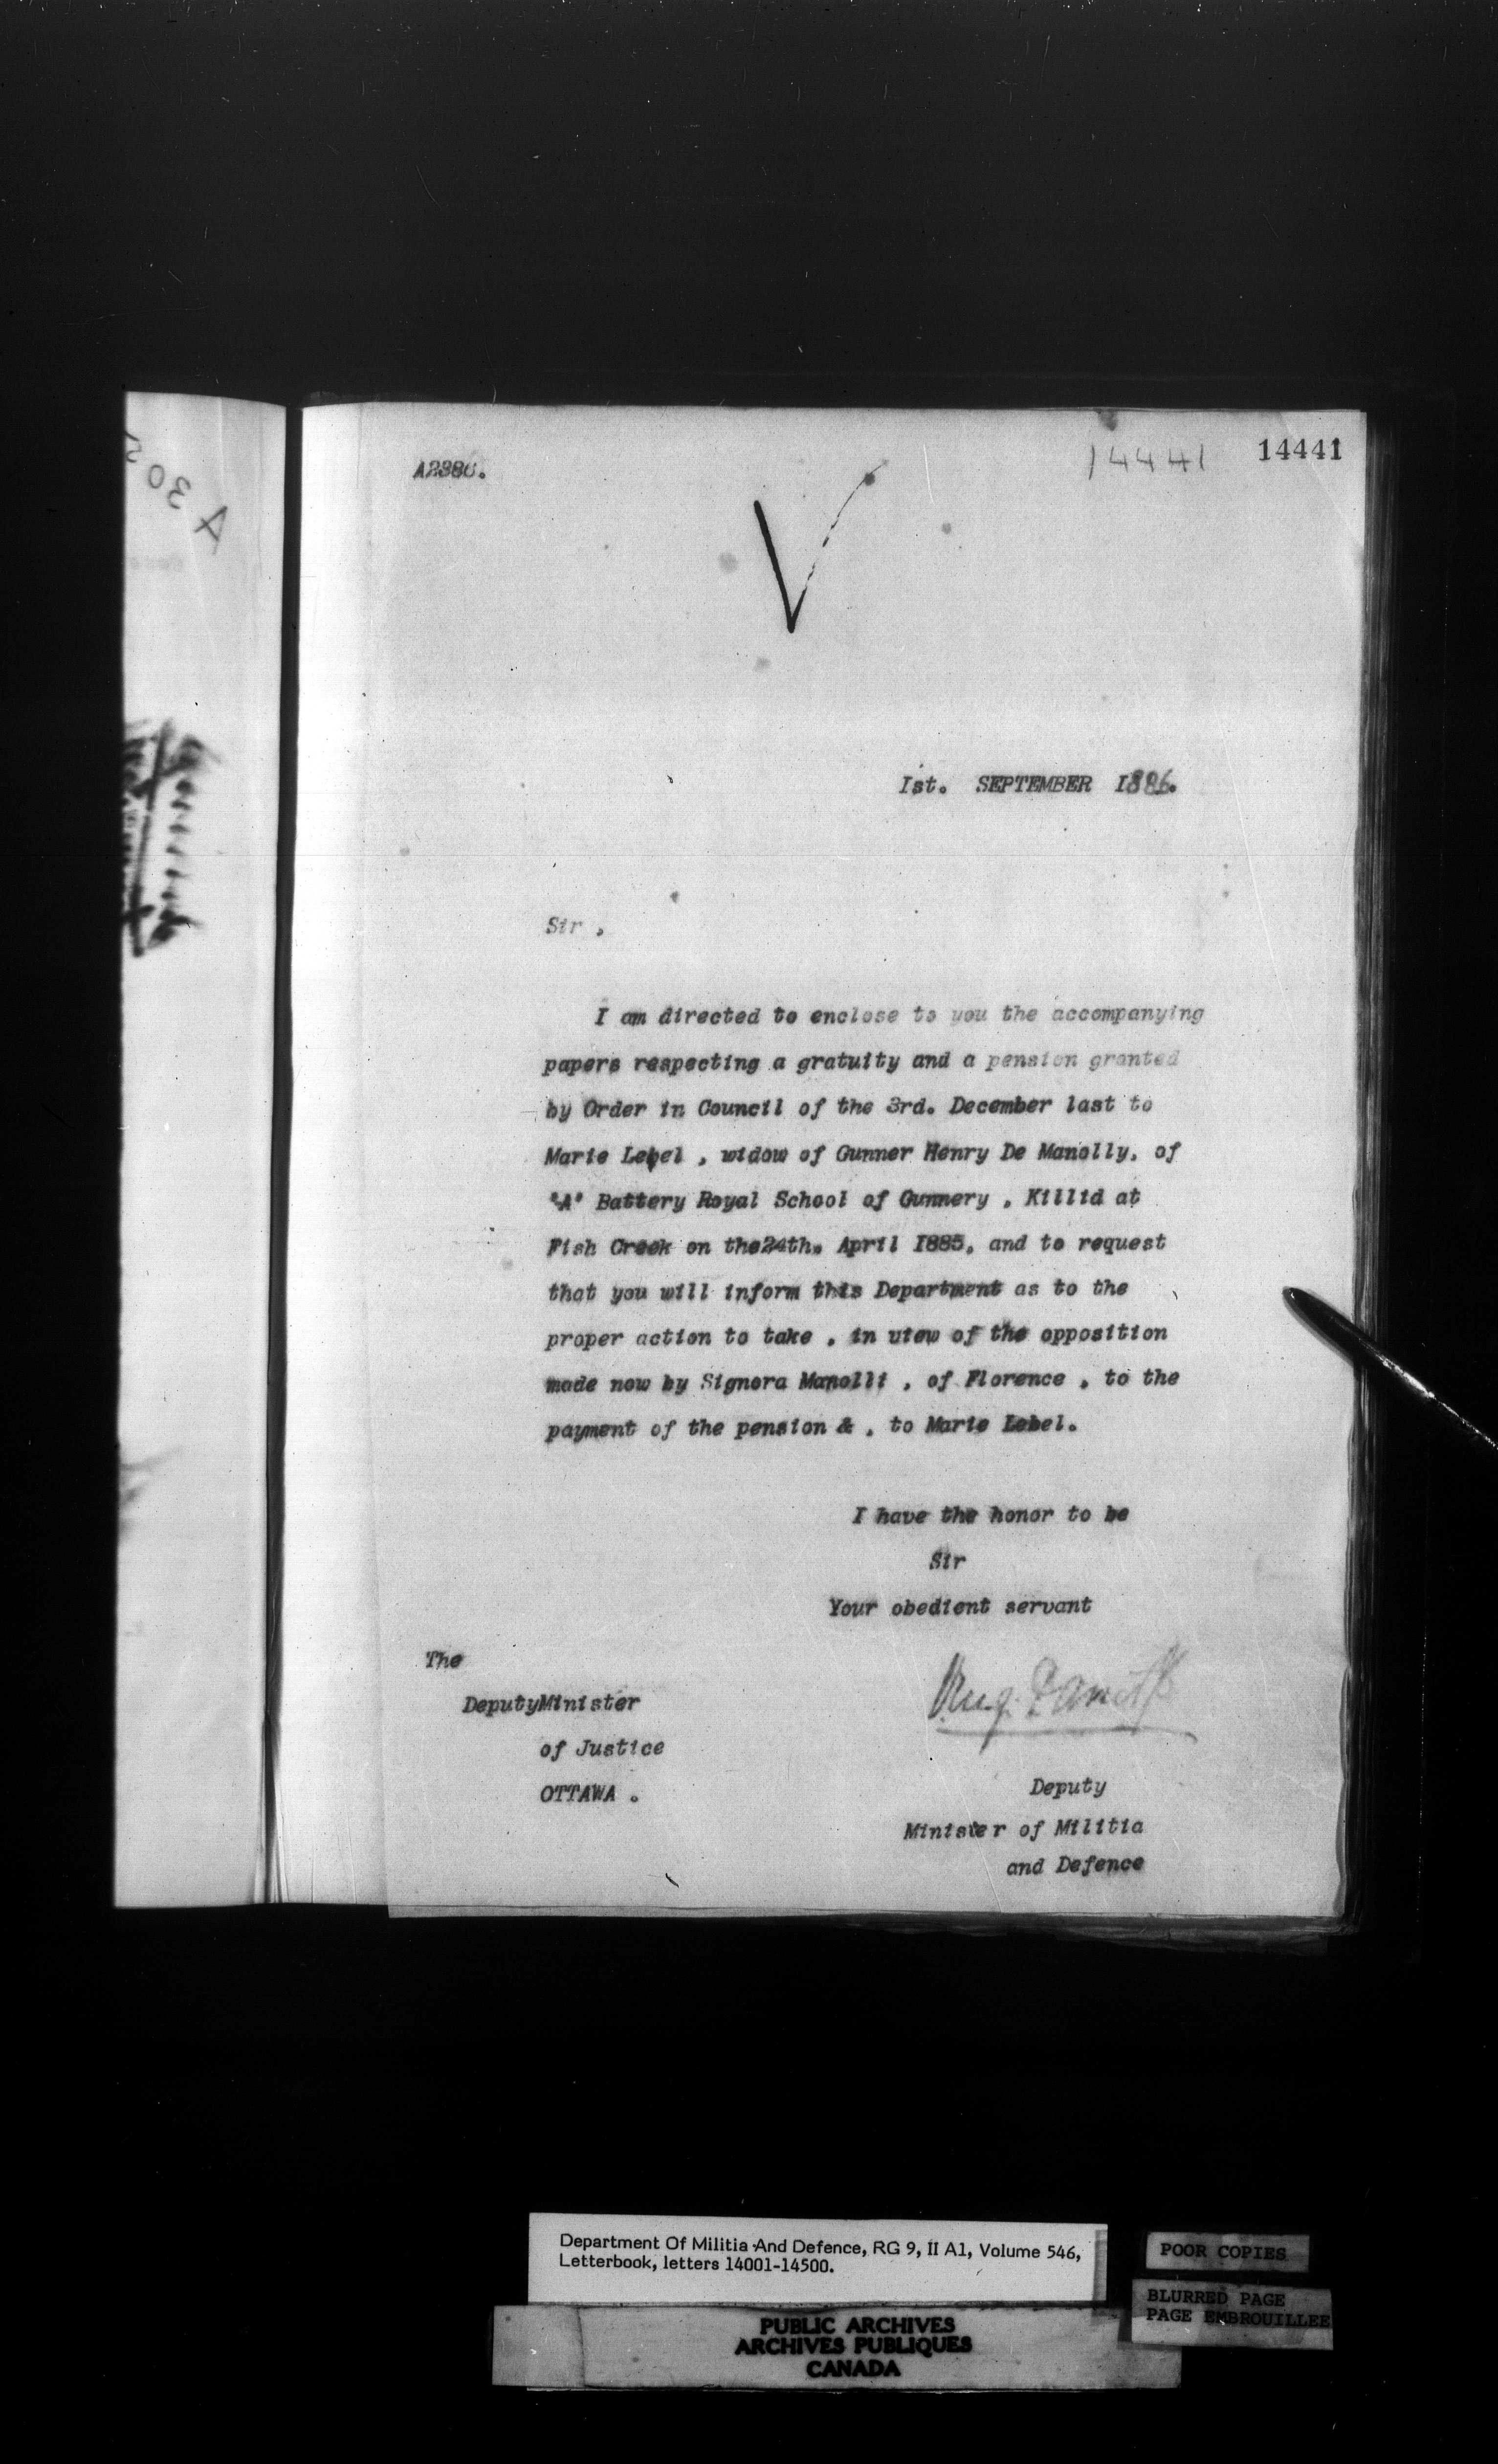 A 30
A2386.
14441 14441
Ist. SEPTEMBER I886.
Sir ,
I am directed to enclose to you the accompanying
papers respecting a gratuity and a pension granted
by Order in Council of the 3rd. December last to
Marie Lebel , widow of Gunner Henry De Manolly, of
"A" Battery Royal School of Gunnery , Killid at
Fish Creek on the24th. April I885, and to request
that you will inform this Department as to the
proper action to take , in view of the opposition
made now by Signora Manolli , of Florence , to the
payment of the pension & , to Marie Lebel.
I have the honor to be
Sir
Your obedient servant
The
DeputyMinister
of Justice
OTTAWA .
Deputy
Minister of Militia
and Defence
Department Of Militia And Defence, RG 9, II A1, Volume 546,
Letterbook, letters 14001-14500.
POOR COPIES
BLURRED PAGE
PAGE EMBROUILLEE
PUBLIC ARCHIVES
ARCHIVES PUBLIQUES
CANADA